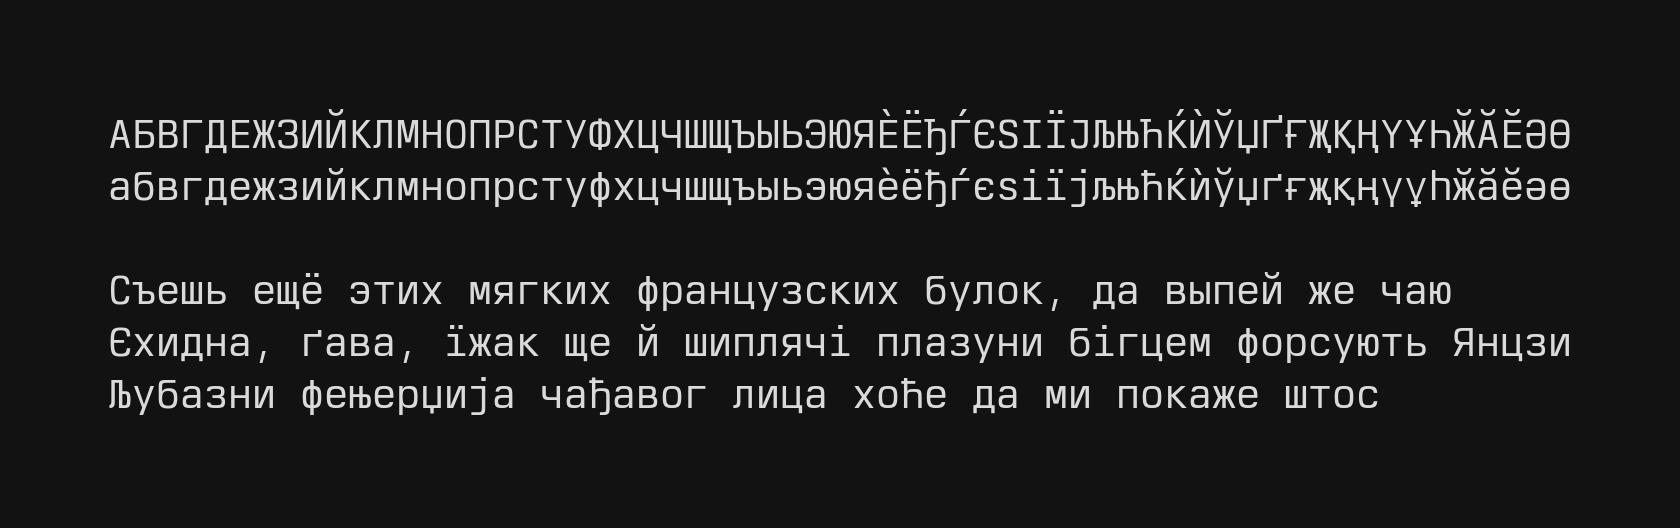 АБВГДЕЖЗИЙКЛМНОПРСТУФХЦЧШЩЪЫЬЭЮЯЀЁЂЃЄЅІЇЈЉЊЋЌЍЎЏҐҒҖҚҢҮҰҺӁӐӖӘӨ
абвгдежзийклмнопрстуфхцчшщъыьэюяѐёђѓєѕіїјљњћќѝўџґғҗқңүұһӂӑӗәө
Съешь ещё этих мягких французских булок, да выпей же чаю
Єхидна, ґава, їжак ще й шиплячі плазуни бігцем форсують Янцзи
Љубазни фењерџија чађавог лица хоће да ми покаже штос